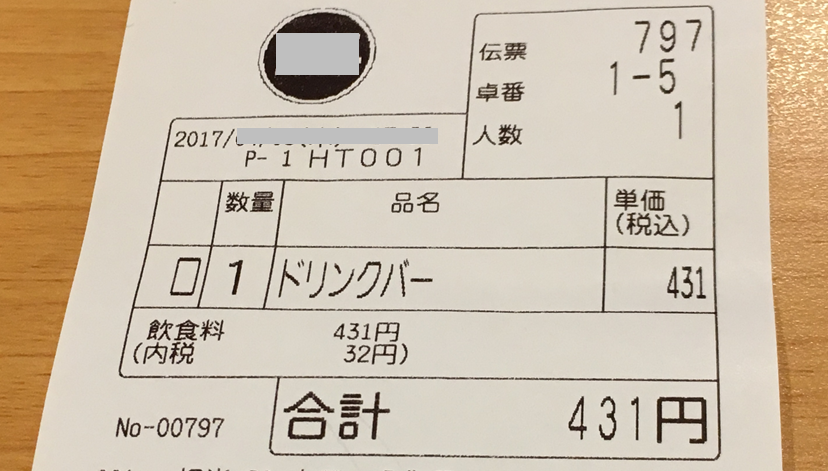 伝票 797
卓番 1-5
人数 1
2017/
P- 1 HT001
数量 品名 単価
(税込)
1 ドリンクバー 431
飲食料 431円
(内税 32円)
合計 431円
No-00797